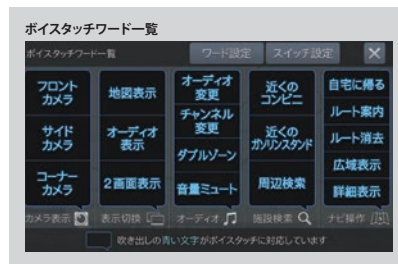 ボイスタッチワード一覧
ボイスタッチワード一覧
ワード設定
スイッチ設定
フロント
カメラ
サイド
カメラ
コーナー
カメラ
カメラ表示
地図表示
オーディオ
表示
2画面表示
表示切換
オーディオ
変更
チャンネル
変更
ダブルゾーン
音量ミュート
オーディオ
近くの
コンビニ
近くの
ガソリンスタンド
周辺検索
施設検索
自宅に帰る
ルート案内
ルート消去
広域表示
詳細表示
ナビ操作
吹き出しの青い文字がボイスタッチに対応しています